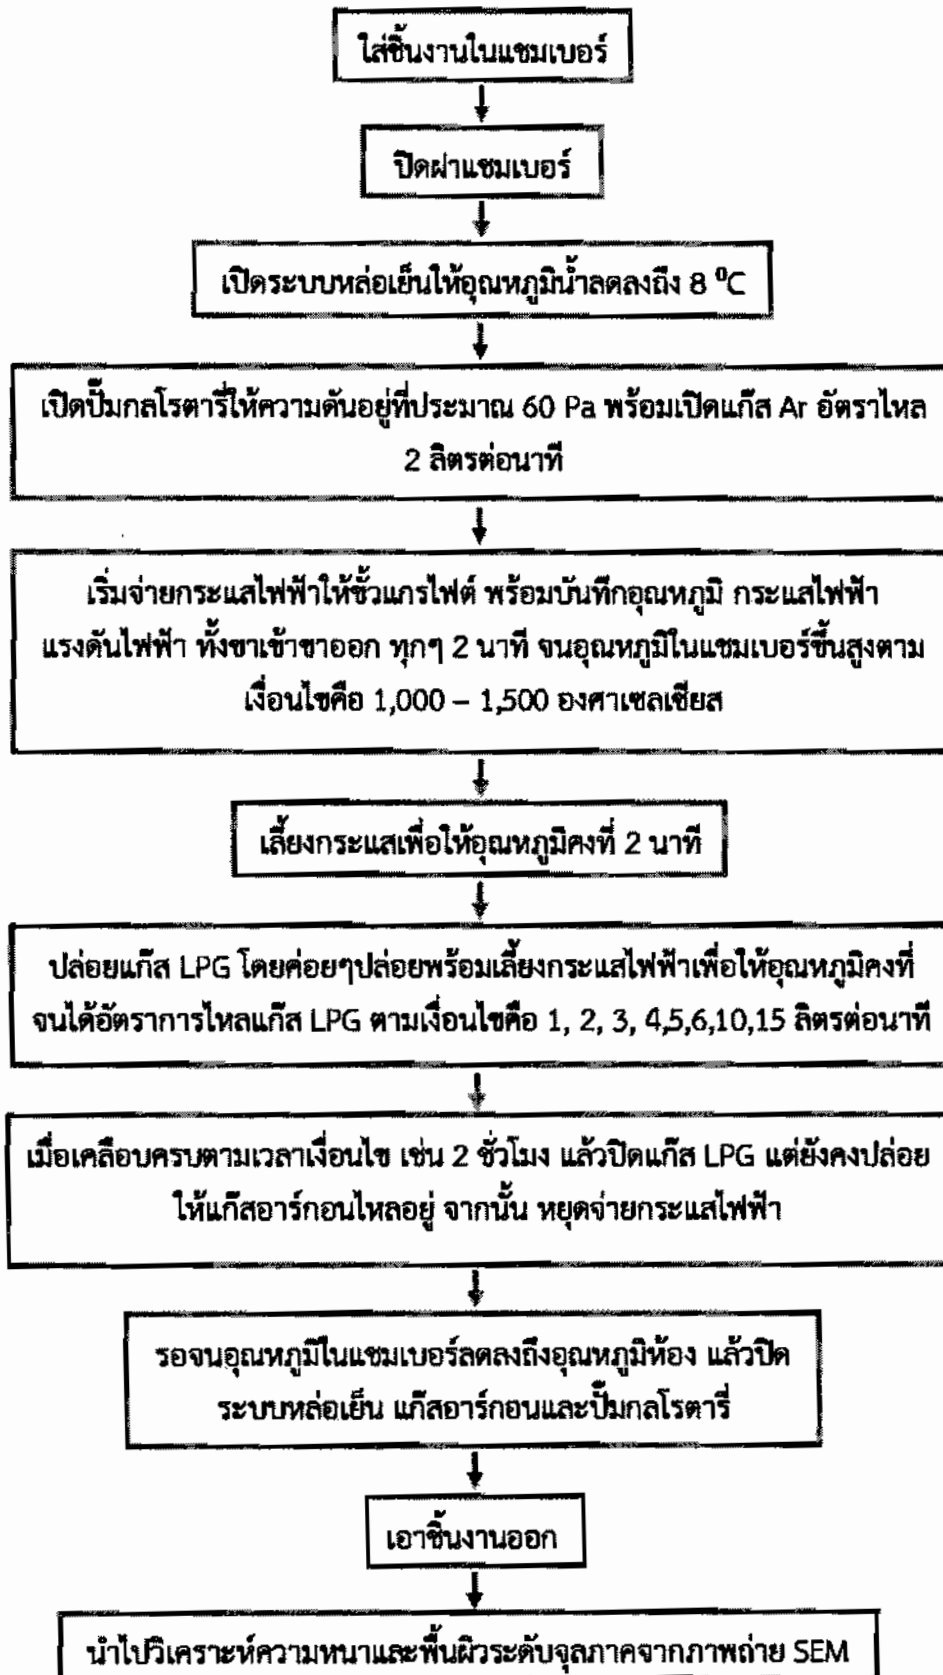 ใส่ชิ้นงานในแชมเบอร์
ปิดฝาแชมเบอร์
เปิดระบบหล่อเย็นให้อุณหภูมิน้ำลดลงถึง 8 ⁰C
เปิดปั๊มกลโรตารี่ให้ความดันอยู่ที่ประมาณ 60 Pa พร้อมเปิดแก๊ส Ar อัตราไหล
2 ลิตรต่อนาที
เริ่มจ่ายกระแสไฟฟ้าให้ขั้วแกรไฟต์ พร้อมบันทึกอุณหภูมิ กระแสไฟฟ้า
แรงดันไฟฟ้า ทั้งขาเข้าขาออก ทุกๆ 2 นาที จนอุณหภูมิในแชมเบอร์ขึ้นสูงตาม
เงื่อนไขคือ 1,000 – 1,500 องศาเซลเซียส
เลี้ยงกระแสเพื่อให้อุณหภูมิคงที่ 2 นาที
ปล่อยแก๊ส LPG โดยค่อยๆปล่อยพร้อมเลี้ยงกระแสไฟฟ้าเพื่อให้อุณหภูมิคงที่
จนได้อัตราการไหลแก๊ส LPG ตามเงื่อนไขคือ 1, 2, 3, 4,5,6,10,15 ลิตรต่อนาที
เมื่อเคลือบครบตามเวลาเงื่อนไข เช่น 2 ชั่วโมง แล้วปิดแก๊ส LPG แต่ยังคงปล่อย
ให้แก๊สอาร์กอนไหลอยู่ จากนั้น หยุดจ่ายกระแสไฟฟ้า
รอจนอุณหภูมิในแชมเบอร์ลดลงถึงอุณหภูมิห้อง แล้วปิด
ระบบหล่อเย็น แก๊สอาร์กอนและปั๊มกลโรตารี่
เอาชิ้นงานออก
นำไปวิเคราะห์ความหนาและพื้นผิวระดับจุลภาคจากภาพถ่าย SEM